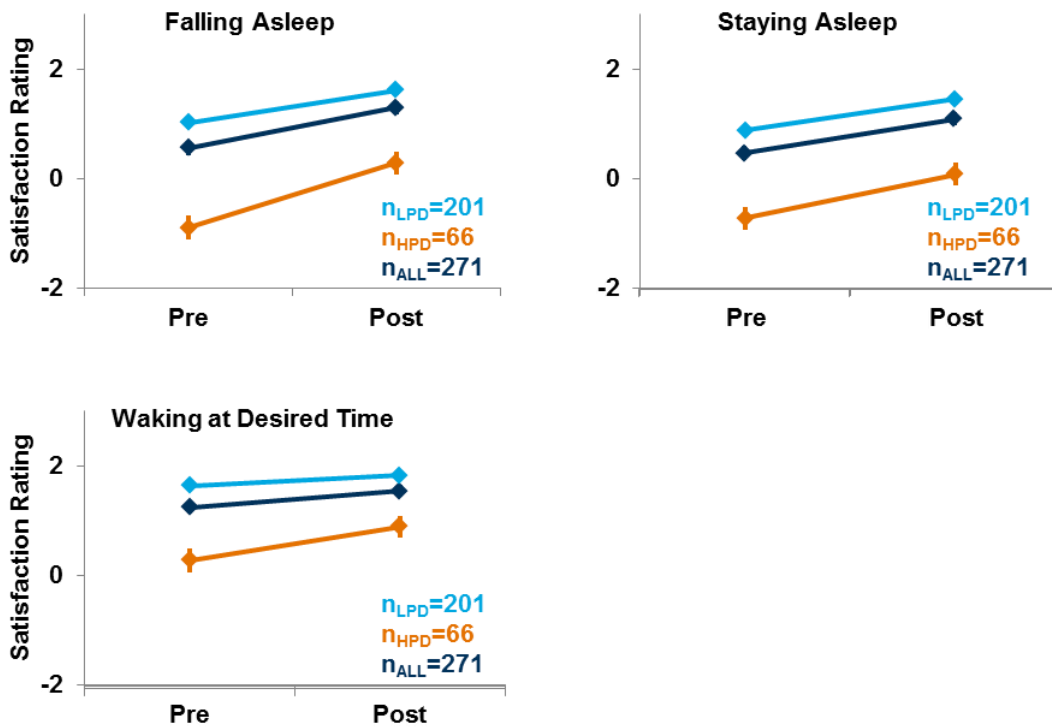 Falling Asleep
Satisfaction Rating
2
0
-2
nLPD=201
nHPD=66
nALL=271
Pre Post
Staying Asleep
2
0
-2
nLPD=201
nHPD=66
nALL=271
Pre Post
Waking at Desired Time
Satisfaction Rating
2
0
-2
nLPD=201
nHPD=66
nALL=271
Pre Post